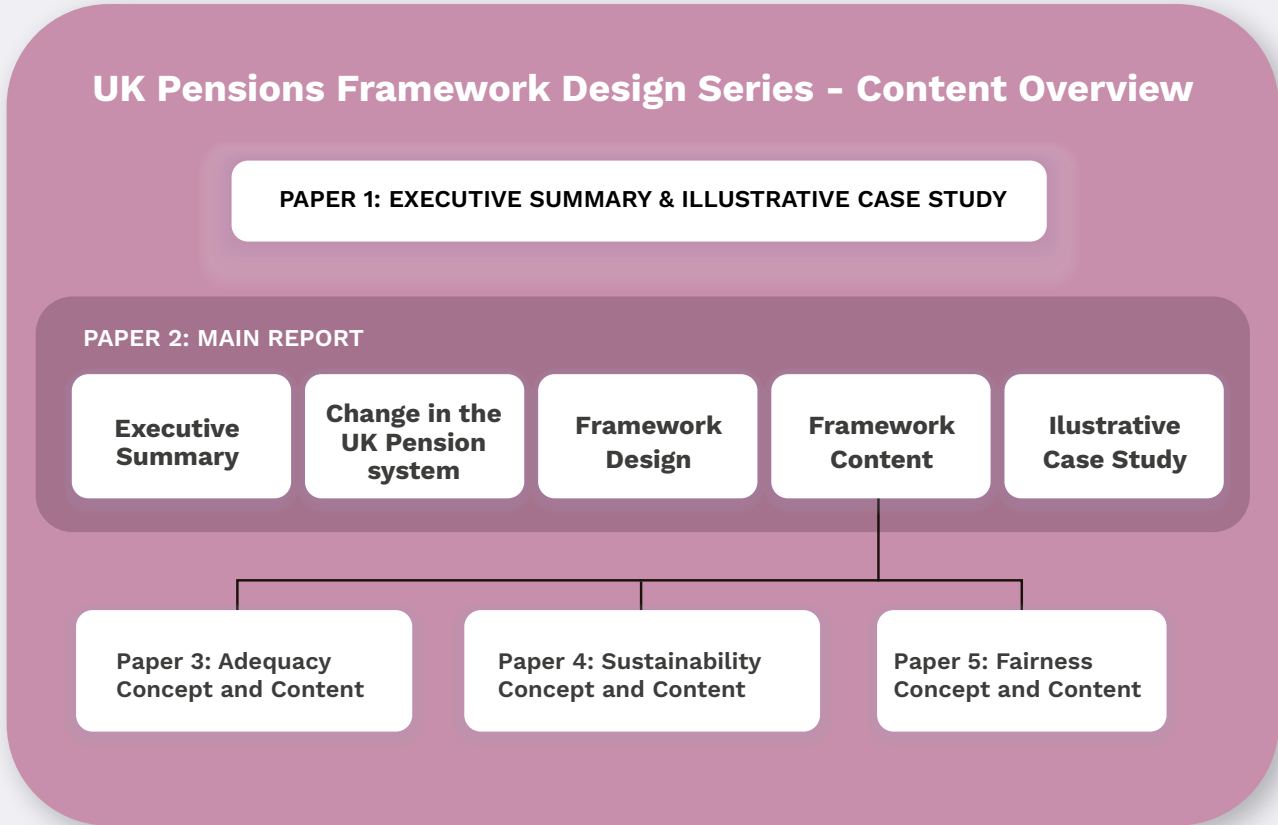 UK Pensions Framework Design Series - Content Overview
PAPER 1: EXECUTIVE SUMMARY & ILLUSTRATIVE CASE STUDY
PAPER 2: MAIN REPORT
Executive
Summary
Change in the
UK Pension
system
Framework
Design
Framework
Content
Ilustrative
Case Study
Paper 3: Adequacy
Concept and Content
Paper 4: Sustainability
Concept and Content
Paper 5: Fairness
Concept and Content